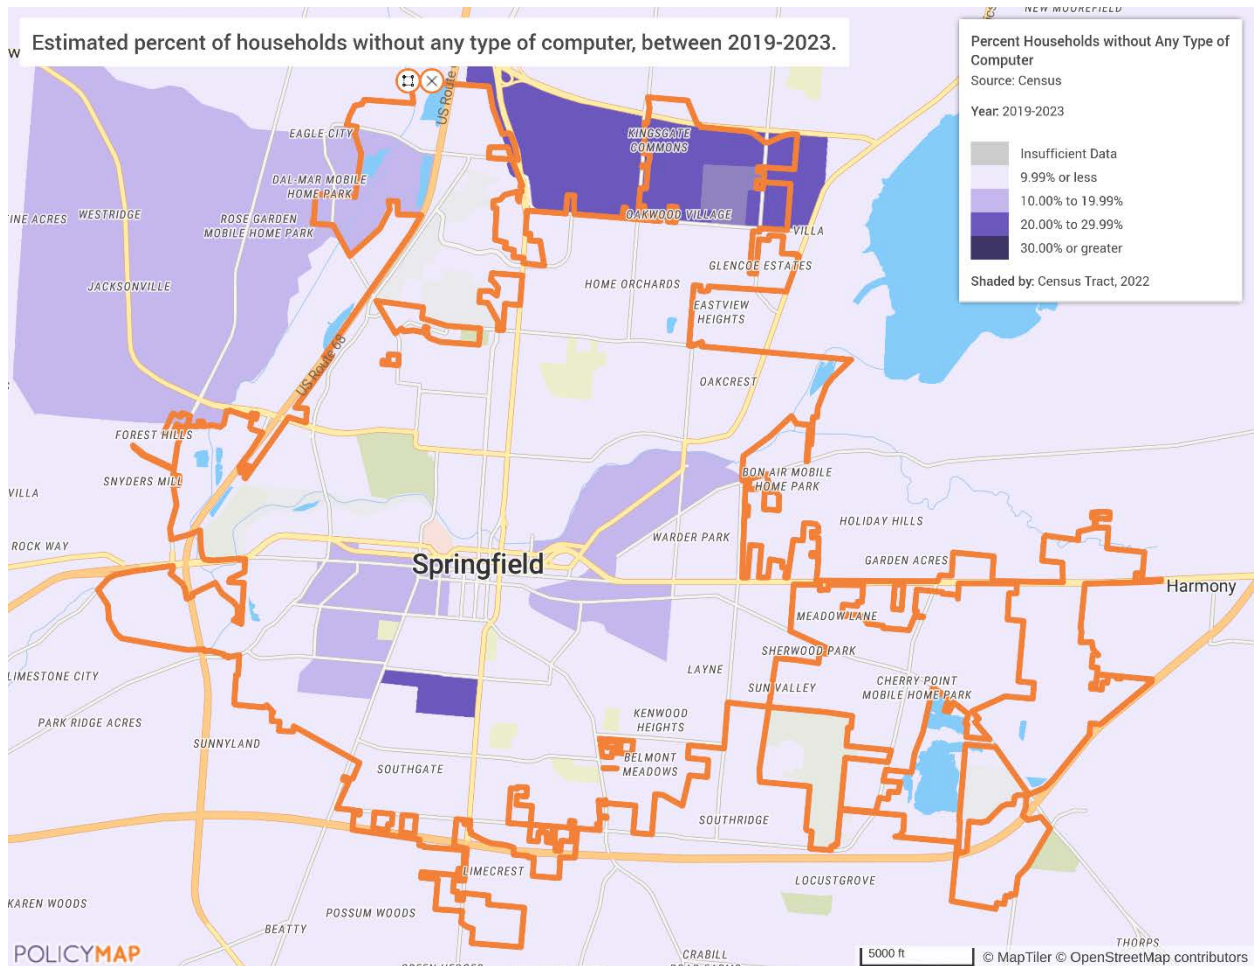 NEW MOOREFIELD
Estimated percent of households without any type of computer, between 2019-2023.
Percent Households without Any Type of
Computer
Source: Census
Year: 2019-2023
Insufficient Data
9.99% or less
10.00% to 19.99%
20.00% to 29.99%
30.00% or greater
Shaded by: Census Tract, 2022
US Route
EAGLE CITY
KINGSGATE
COMMONS
DAL-MAR MOBILE
HOME PARK
INE ACRES
WESTRIDGE
ROSE GARDEN
MOBILE HOME PARK
OAKWOOD VILLAGE
VILLA
GLENCOE ESTATES
JACKSONVILLE
HOME ORCHARDS
EASTVIEW
HEIGHTS
US Route 68
OAKCREST
FOREST HILLS
SNYDERS MILL
BON AIR MOBILE
HOME PARK
VILLA
HOLIDAY HILLS
ROCK WAY
WARDER PARK
GARDEN ACRES
Springfield
Harmony
MEADOW LANE
SHERWOOD PARK
LIMESTONE CITY
LAYNE
SUN VALLEY
CHERRY POINT
MOBILE HOME PARK
PARK RIDGE ACRES
KENWOOD
HEIGHTS
SUNNYLAND
SOUTHGATE
BELMONT
MEADOWS
SOUTHRIDGE
LIMECREST
LOCUSTGROVE
KAREN WOODS
POSSUM WOODS
BEATTY
THORPS
CRABILL
POLICYMAP
5000 ft
© MapTiler © OpenStreetMap contributors